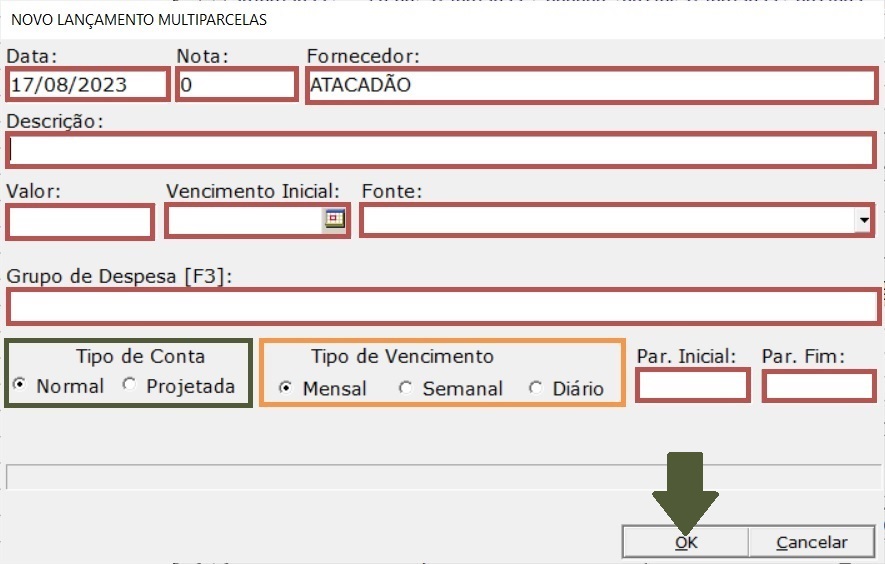 NOVO LANÇAMENTO MULTIPARCELAS
Data: Nota: Fornecedor:
17/08/2023 0 ATACADÃO
Descrição:
Valor: Vencimento Inicial: Fonte:
Grupo de Despesa [F3]:
Tipo de Conta Tipo de Vencimento Par. Inicial: Par. Fim:
Normal Projetada Mensal Semanal Diário
OK Cancelar